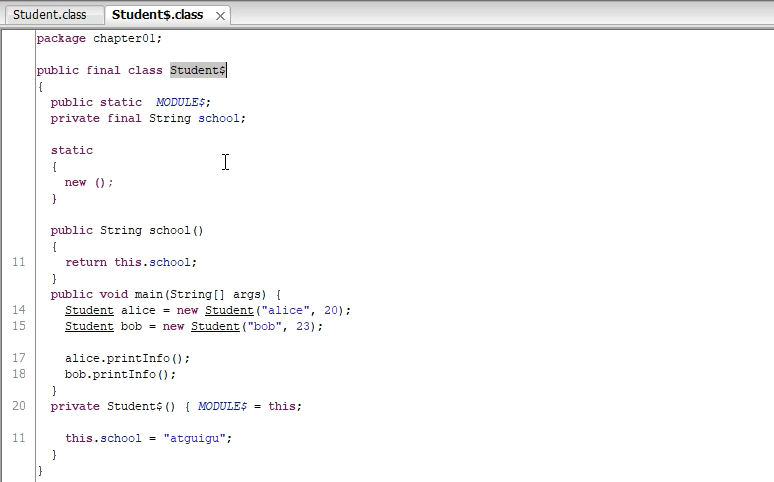 Student.class
Student$.class
package chapter01;
public final class Student$
{
public static MODULE$;
private final String school;
static
{
new ();
}
public String school()
{
11 return this.school;
}
public void main(String[] args) {
14 Student alice = new Student("alice", 20);
15 Student bob = new Student("bob", 23);
17 alice.printInfo();
18 bob.printInfo();
}
20 private Student$() { MODULE$ = this;
11 this.school = "atguigu";
}
}